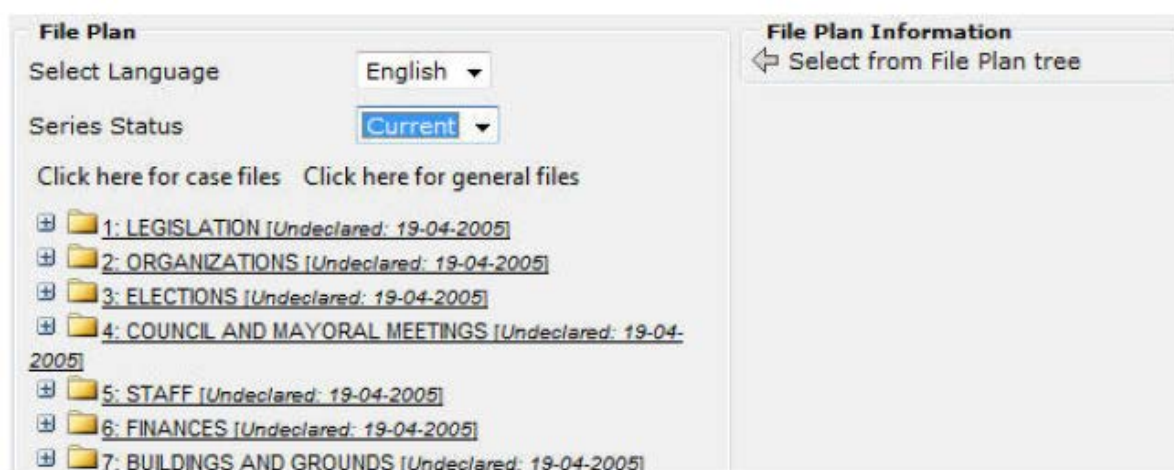 File Plan
Select Language English
Series Status Current
Click here for case files Click here for general files
1: LEGISLATION [Undeclared: 19-04-2005]
2: ORGANIZATIONS [Undeclared: 19-04-2005]
3: ELECTIONS [Undeclared: 19-04-2005]
4: COUNCIL AND MAYORAL MEETINGS [Undeclared: 19-04-
2005]
5: STAFF [Undeclared: 19-04-2005]
6: FINANCES [Undeclared: 19-04-2005]
7: BUILDINGS AND GROUNDS [Undeclared: 19-04-2005]
File Plan Information
Select from File Plan tree